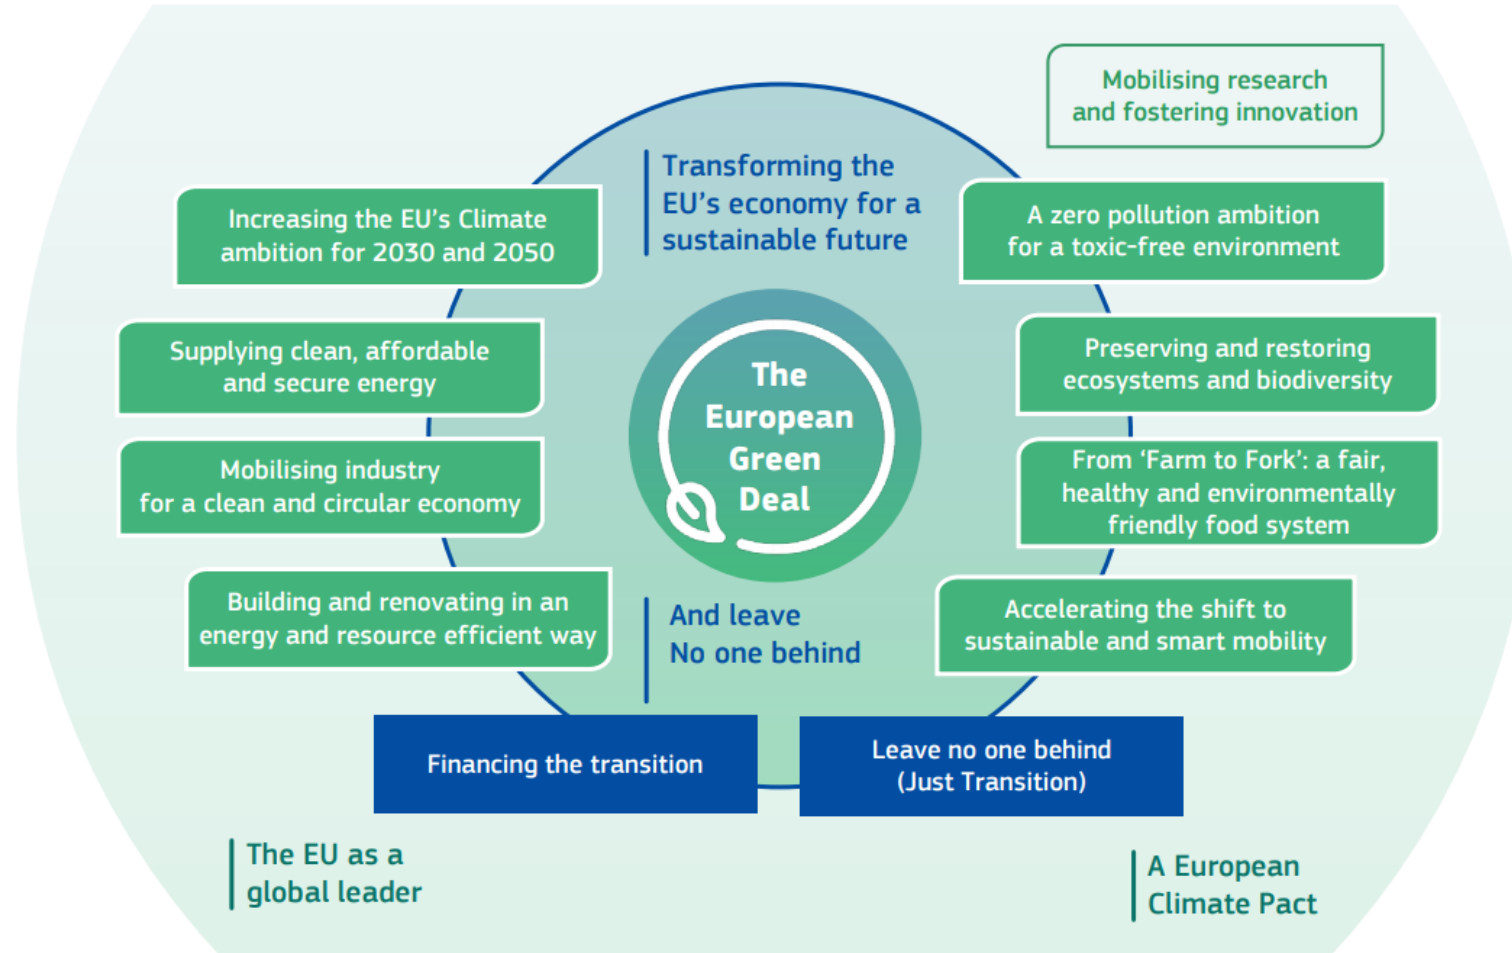 Mobilising research
and fostering innovation
Transforming the
EU's economy for a
sustainable future
Increasing the EU's Climate
ambition for 2030 and 2050
A zero pollution ambition
for a toxic-free environment
Supplying clean, affordable
and secure energy
Preserving and restoring
ecosystems and biodiversity
The
European
Green
Deal
Mobilising industry
for a clean and circular economy
From ‘Farm to Fork’: a fair,
healthy and environmentally
friendly food system
Building and renovating in an
energy and resource efficient way
And leave
No one behind
Accelerating the shift to
sustainable and smart mobility
Financing the transition
Leave no one behind
(Just Transition)
The EU as a
global leader
A European
Climate Pact